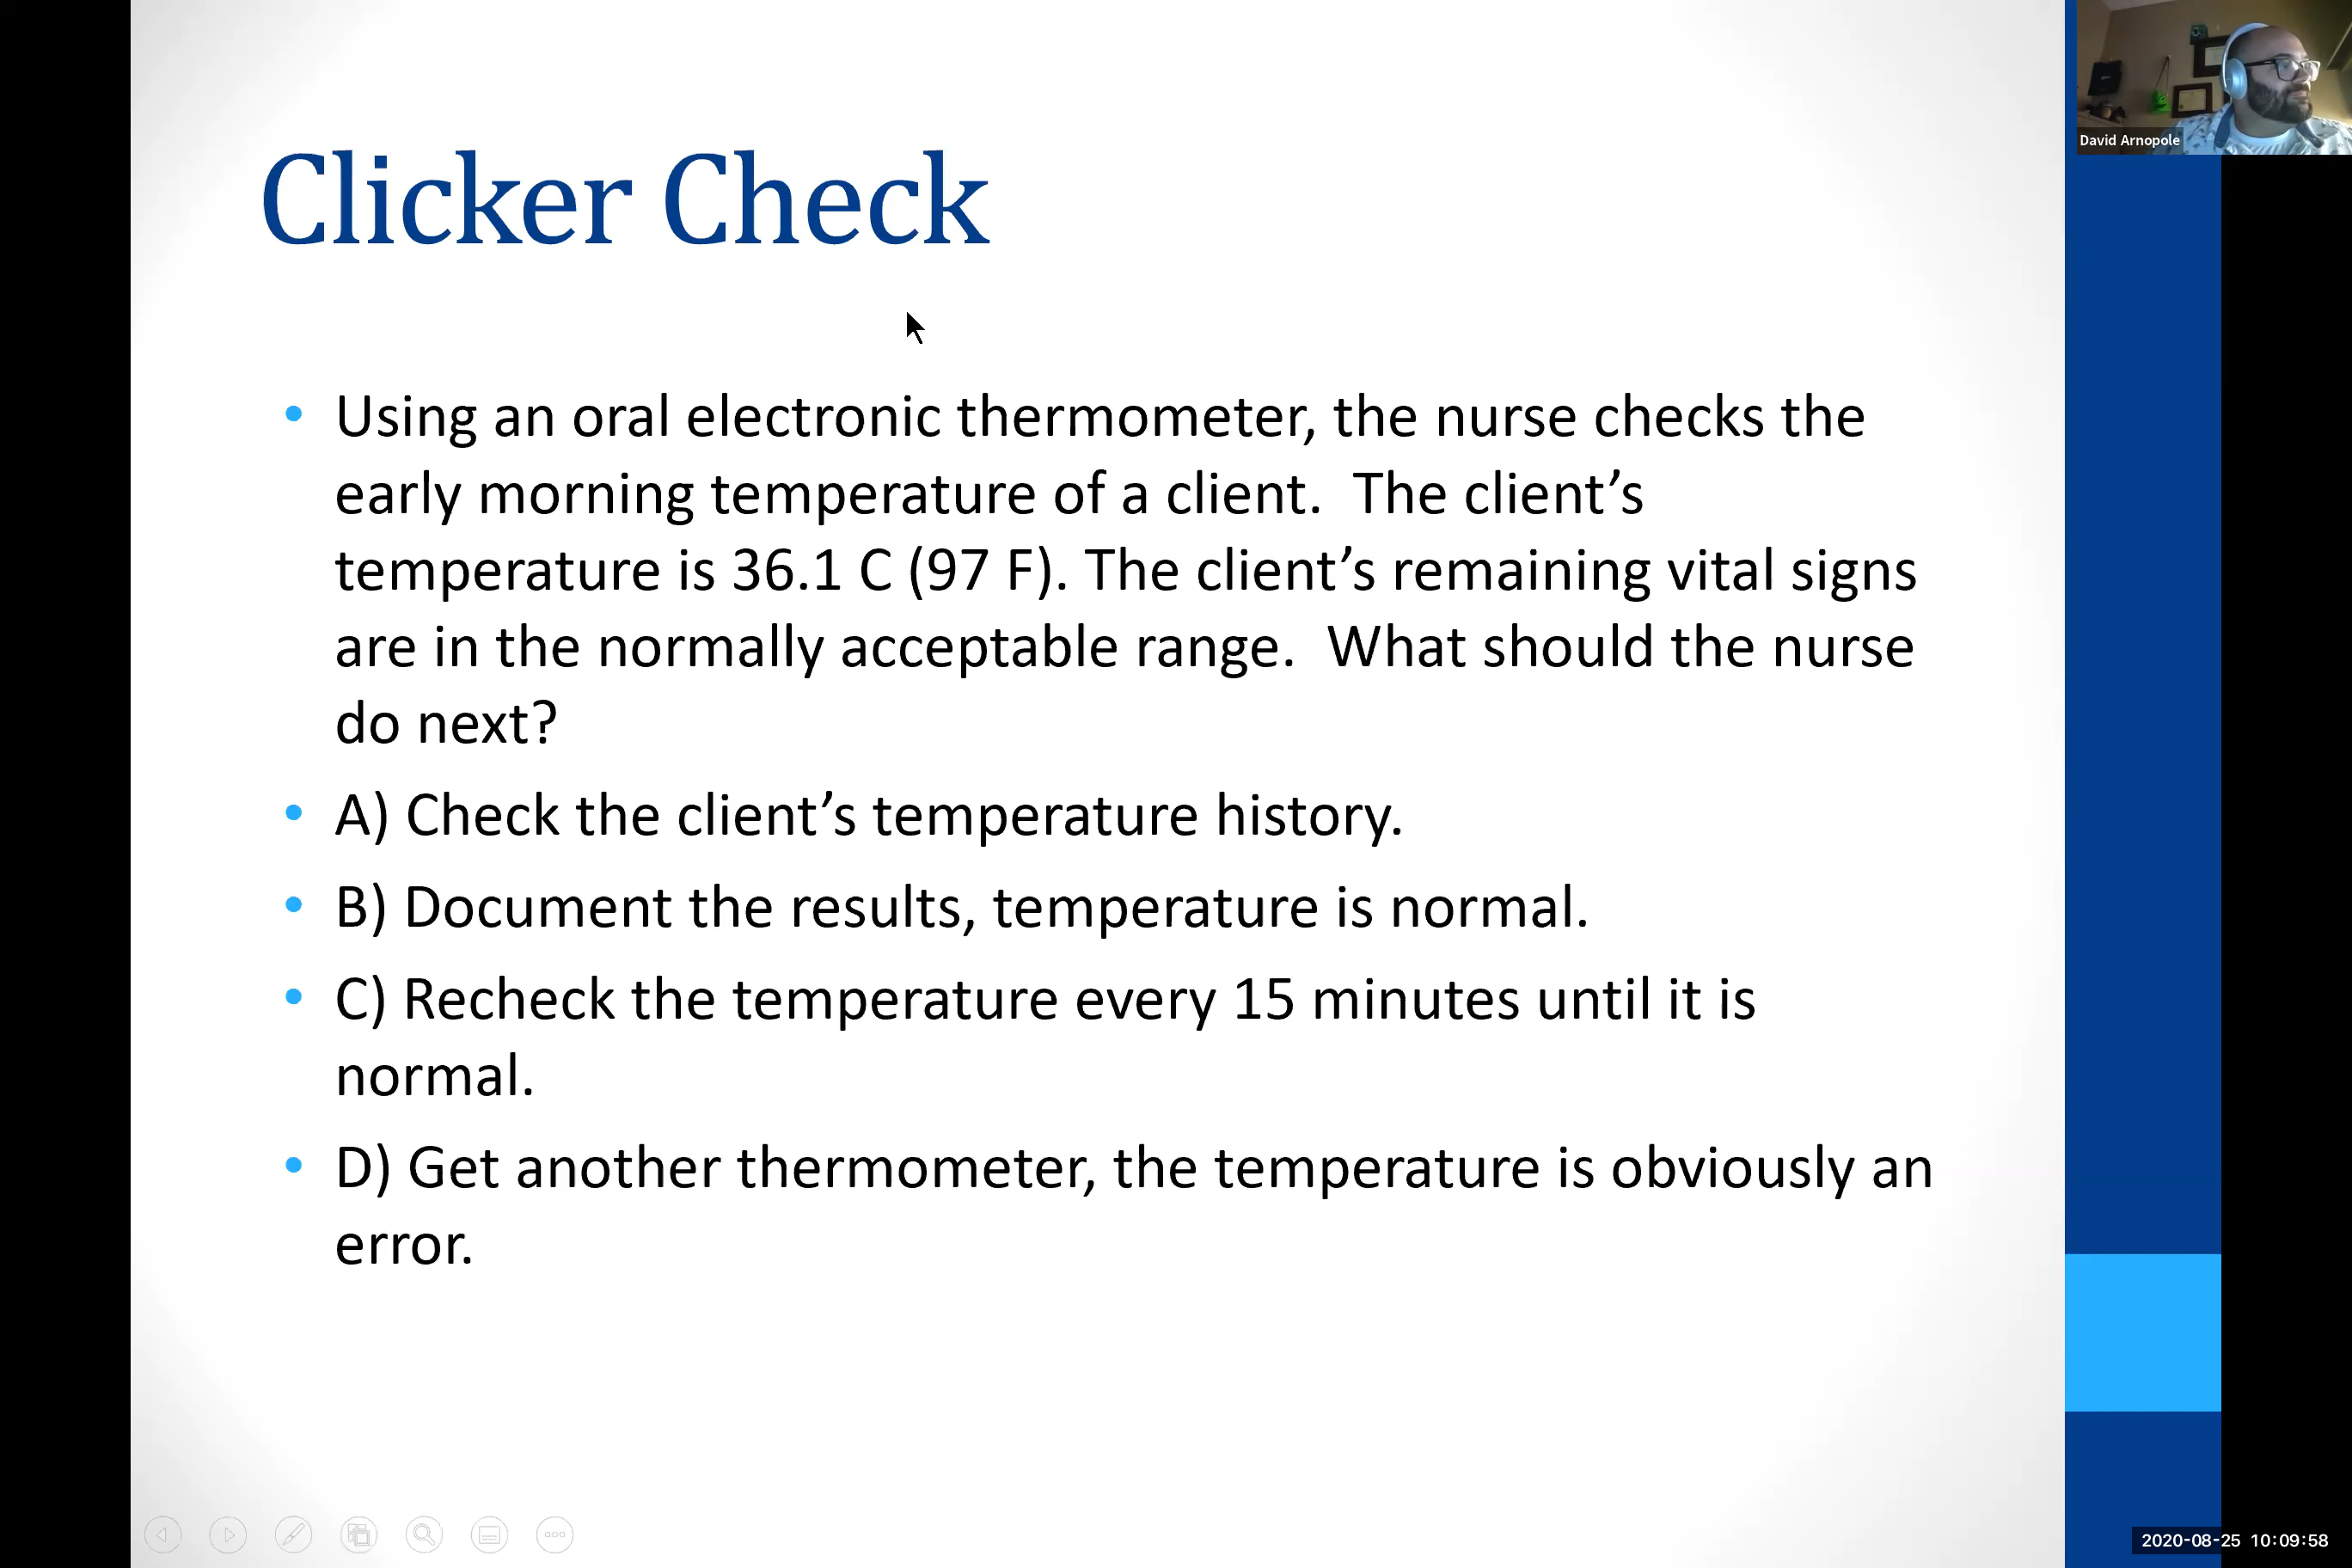 David Arnopole
Clicker Check
• Using an oral electronic thermometer, the nurse checks the
early morning temperature of a client.  The client’s
temperature is 36.1 C (97 F). The client’s remaining vital signs
are in the normally acceptable range.  What should the nurse
do next?
• A) Check the client’s temperature history.
• B) Document the results, temperature is normal.
• C) Recheck the temperature every 15 minutes until it is
normal.
• D) Get another thermometer, the temperature is obviously an
error.
2020-08-25 10:09:58